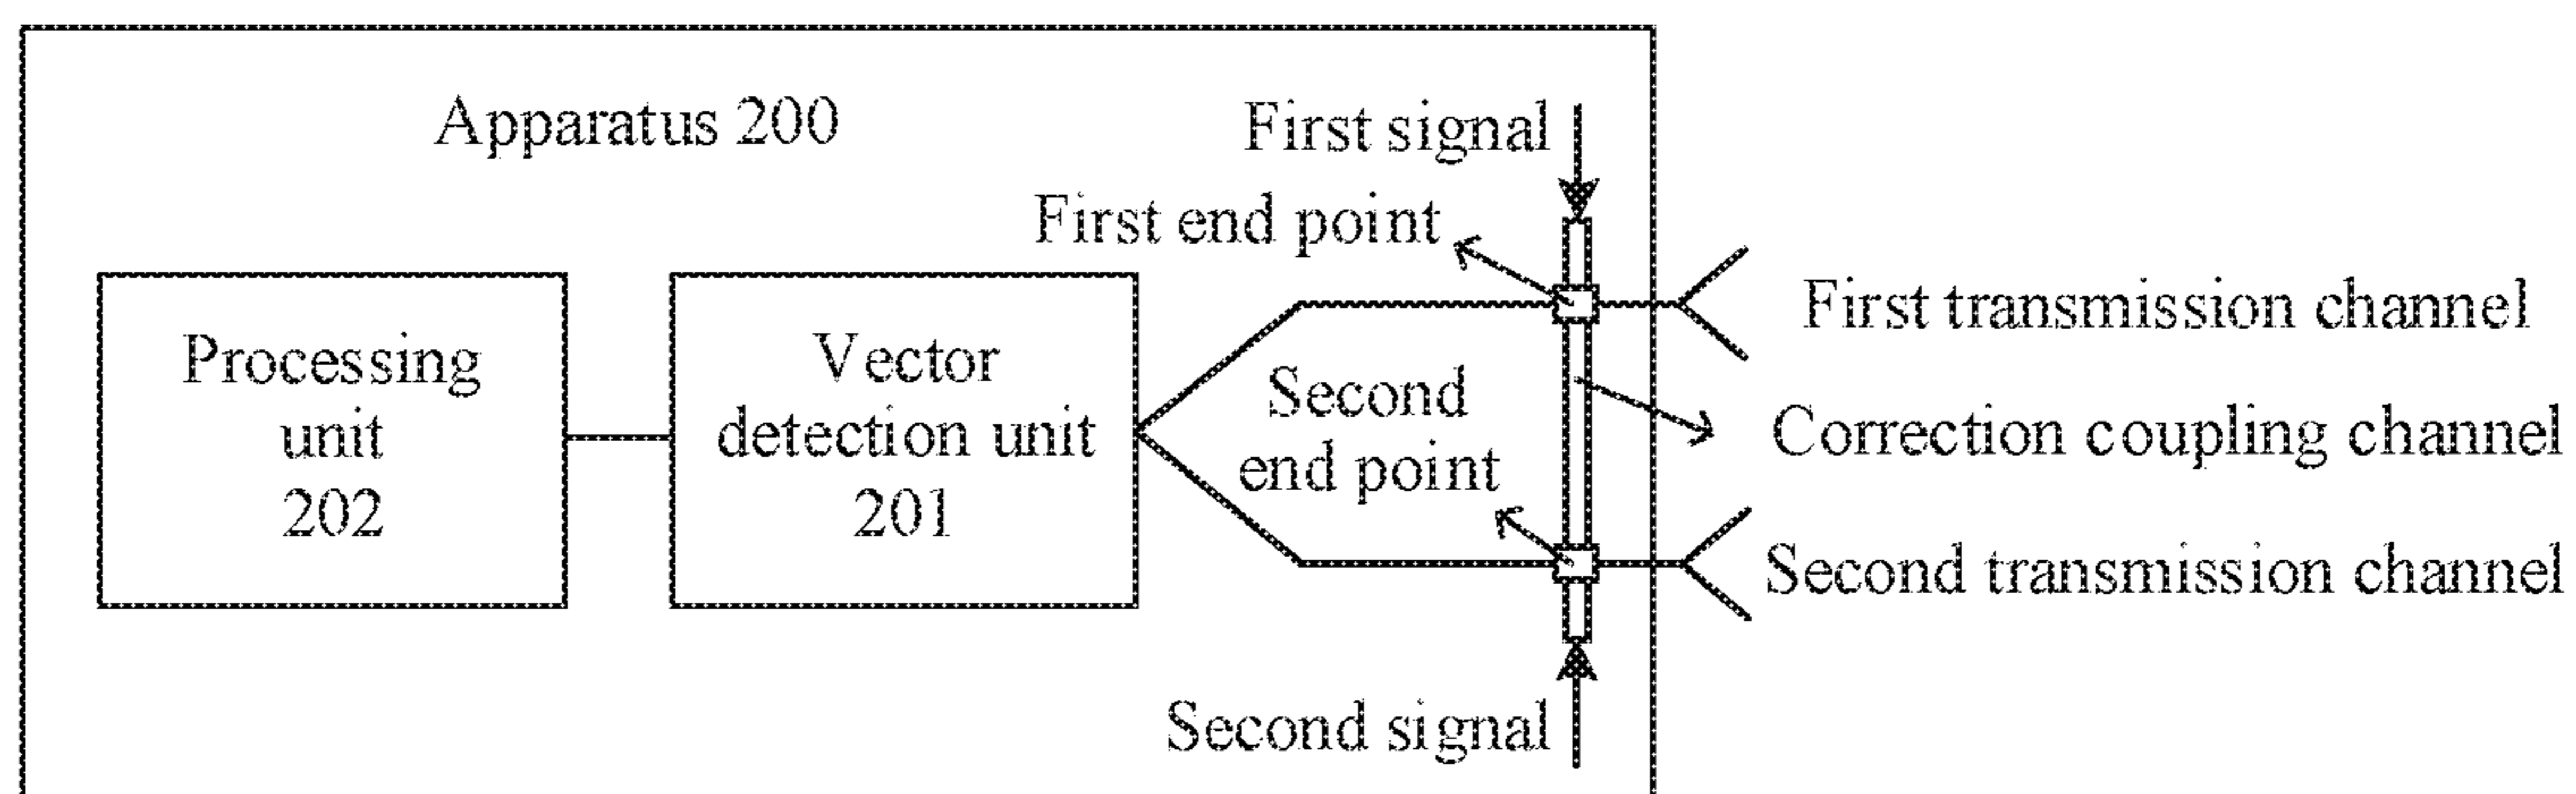 Apparatus 200
First signal
First end point
Processing
unit
202
Vector
detection unit
201
Second
end point
First transmission channel
Correction coupling channel
Second transmission channel
Second signal